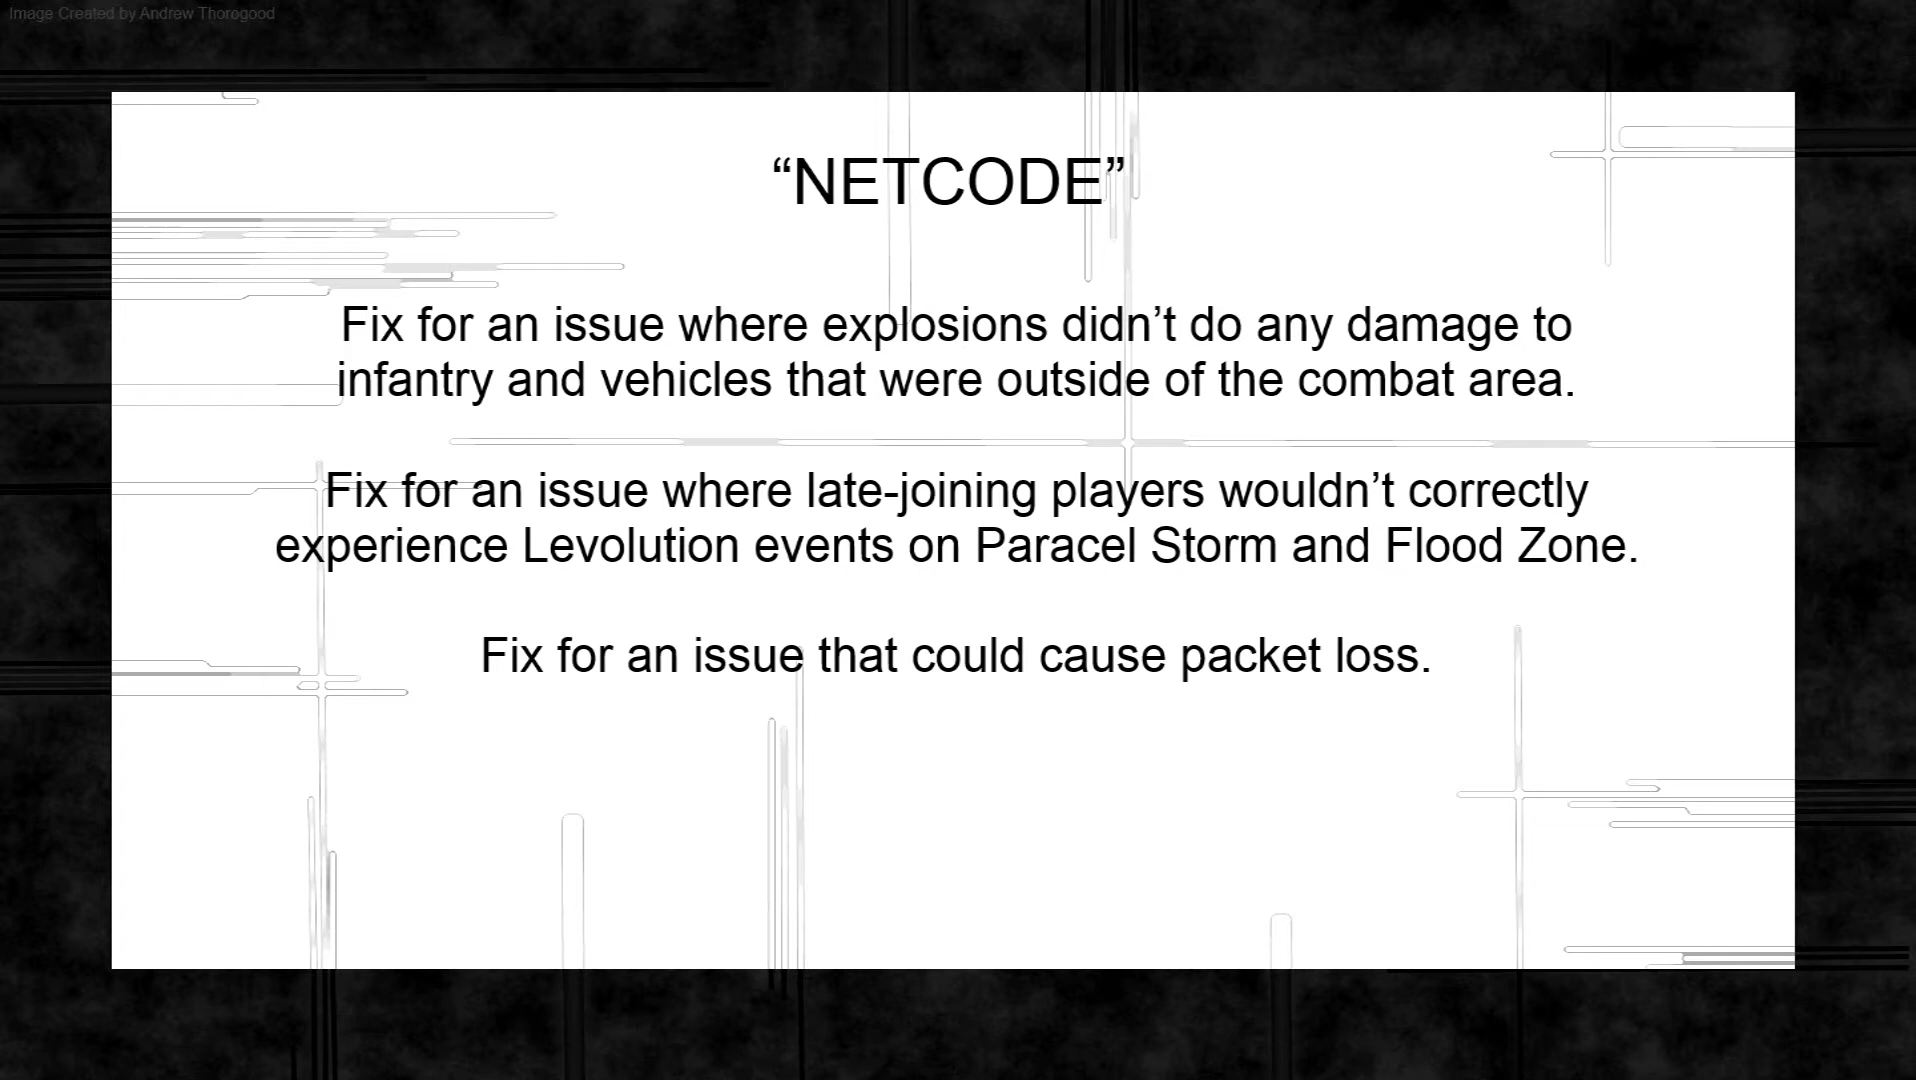 Image Created by Andrew Thorogood
“NETCODE”
Fix for an issue where explosions didn’t do any damage to
infantry and vehicles that were outside of the combat area.
Fix for an issue where late-joining players wouldn’t correctly
experience Levolution events on Paracel Storm and Flood Zone.
Fix for an issue that could cause packet loss.